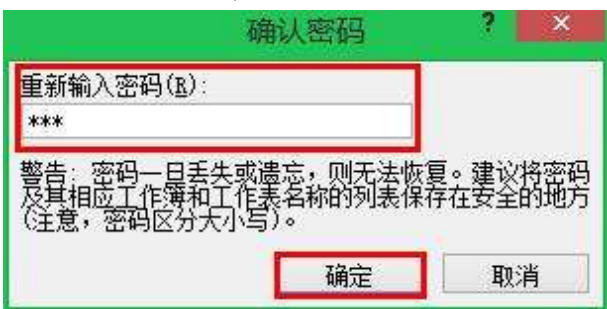 确认密码
? ×
重新输入密码(R):
***
警告: 密码一旦丢失或遗忘，则无法恢复。建议将密码
及其相应工作簿和工作表名称的列表保存在安全的地方
(注意，密码区分大小写)。
确定 取消